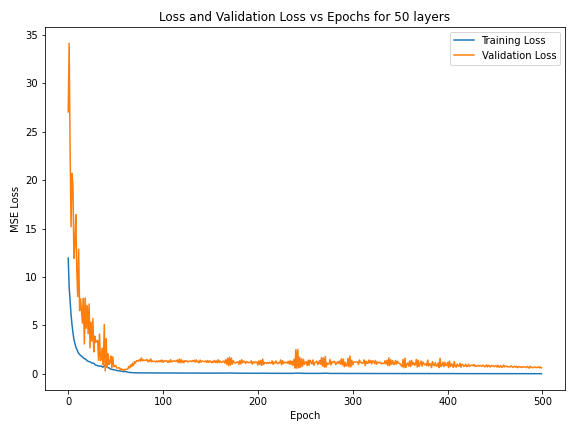 Loss and Validation Loss vs Epochs for 50 layers
Training Loss
Validation Loss
MSE Loss
35
30
25
20
15
10
5
0
0
100
200
300
400
500
Epoch